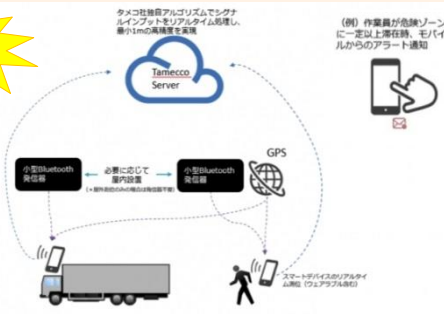 タメコ社独自アルゴリズムでシグナ
ルインプットをリアルタイム処理し、
最小1mの高精度を実現
(例)作業員が危険ゾーン
に一定以上滞在時、モバイ
ルからのアラート通知
Tamecco
Server
GPS
小型Bluetooth
発信器
必要に応じて
屋内設置
小型Bluetooth
発信器
スマートデバイスのリアルタイ
ム測位(ウェアラブル含む)